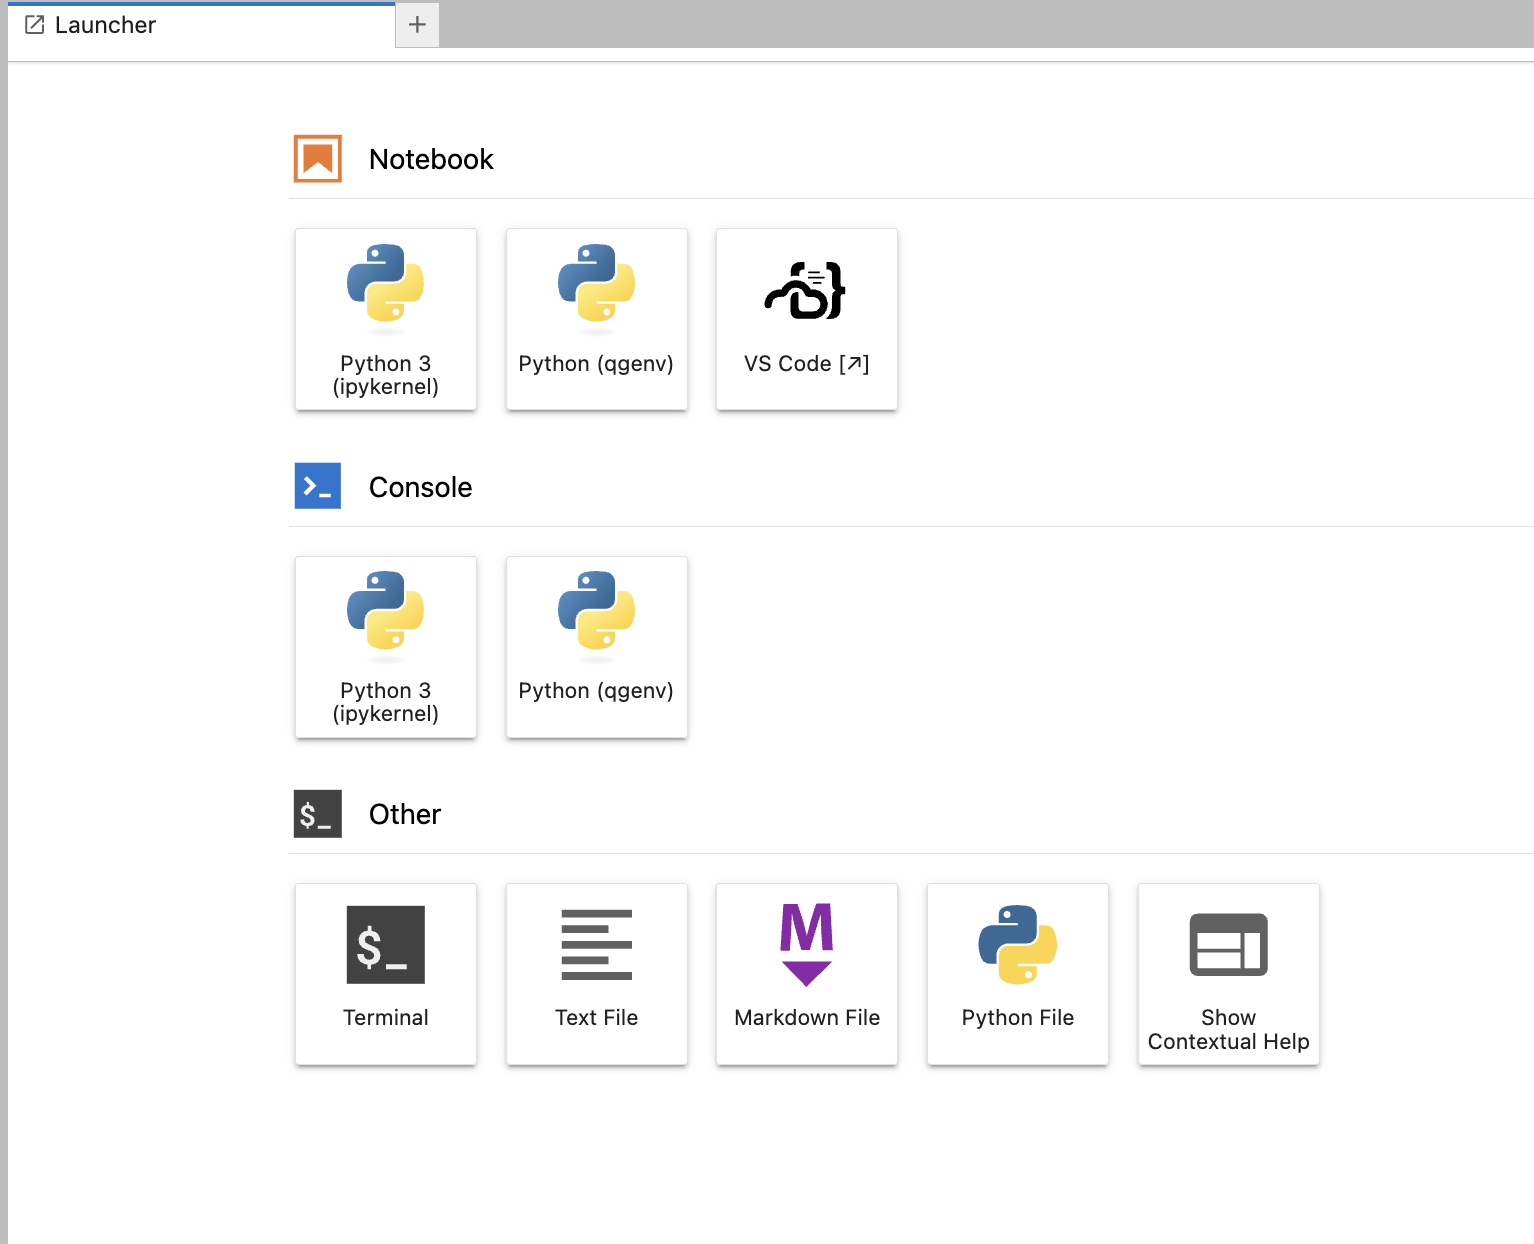 Launcher
Notebook
Python 3
(ipykernel)
Python (qgenv)
VS Code [↗]
Console
Python 3
(ipykernel)
Python (qgenv)
$_
Other
$_
Terminal
Text File
M
Markdown File
Python File
Show
Contextual Help